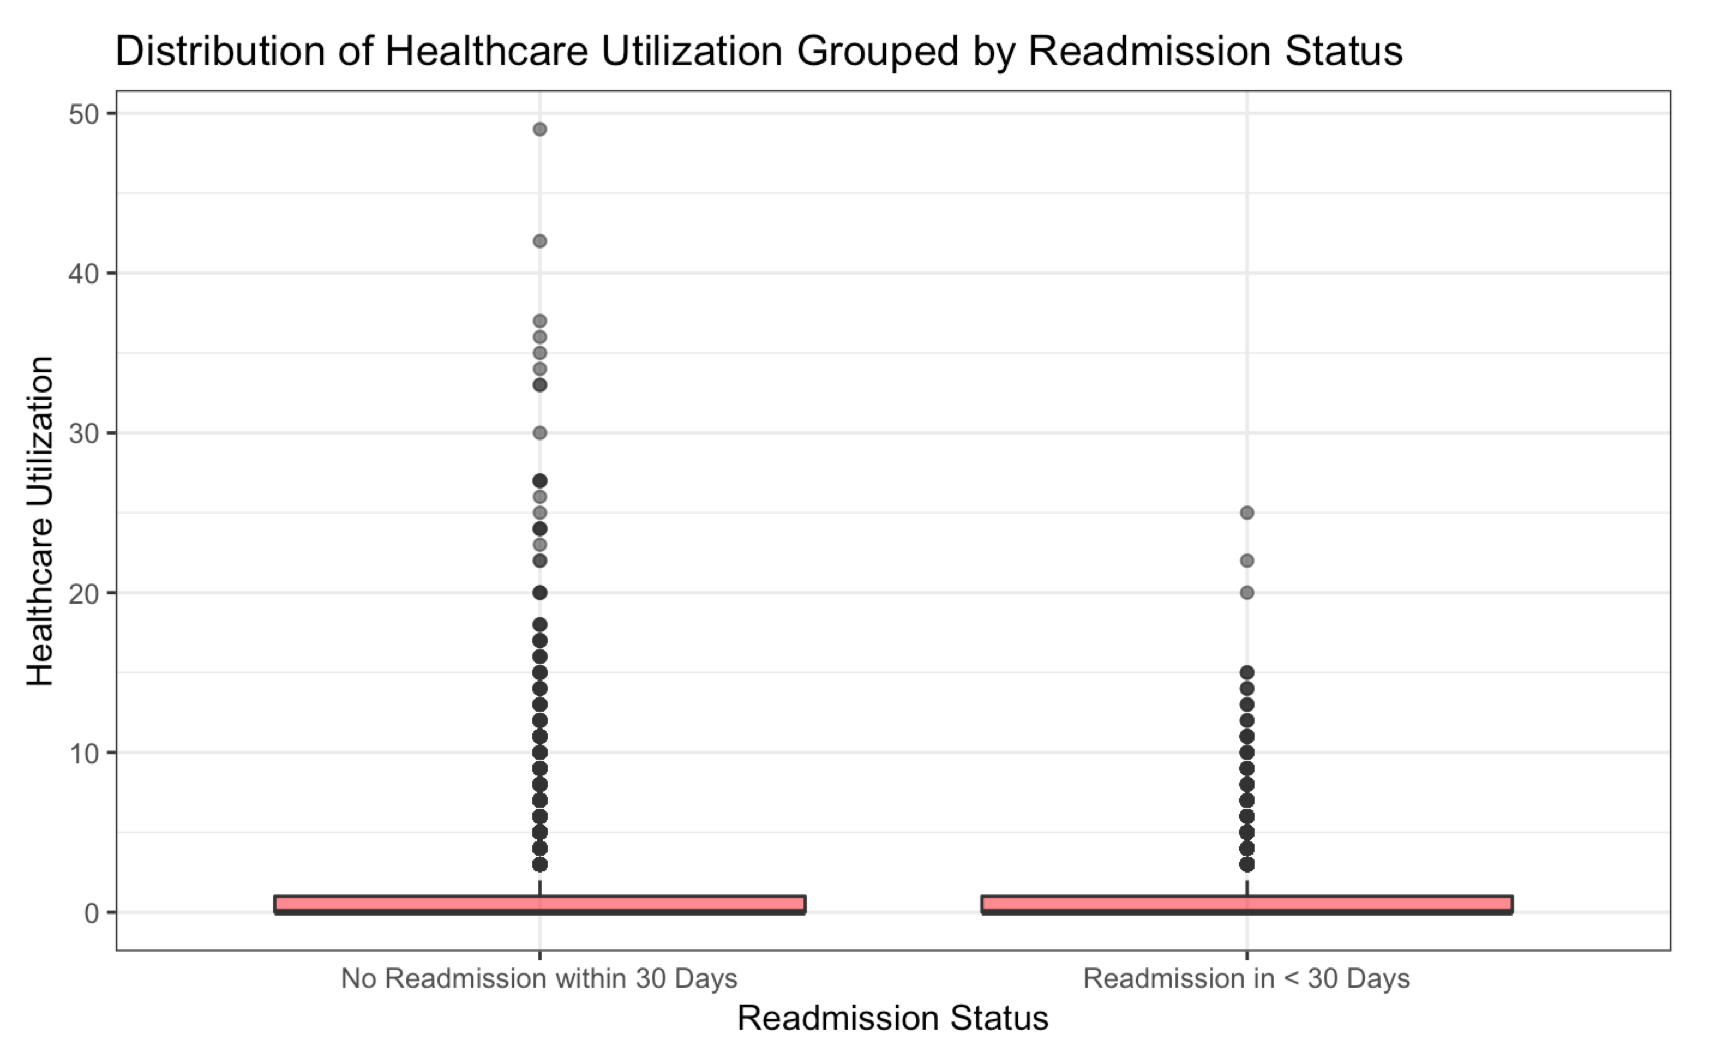 Distribution of Healthcare Utilization Grouped by Readmission Status
50
40
30
20
10
0
Healthcare Utilization
No Readmission within 30 Days
Readmission in < 30 Days
Readmission Status